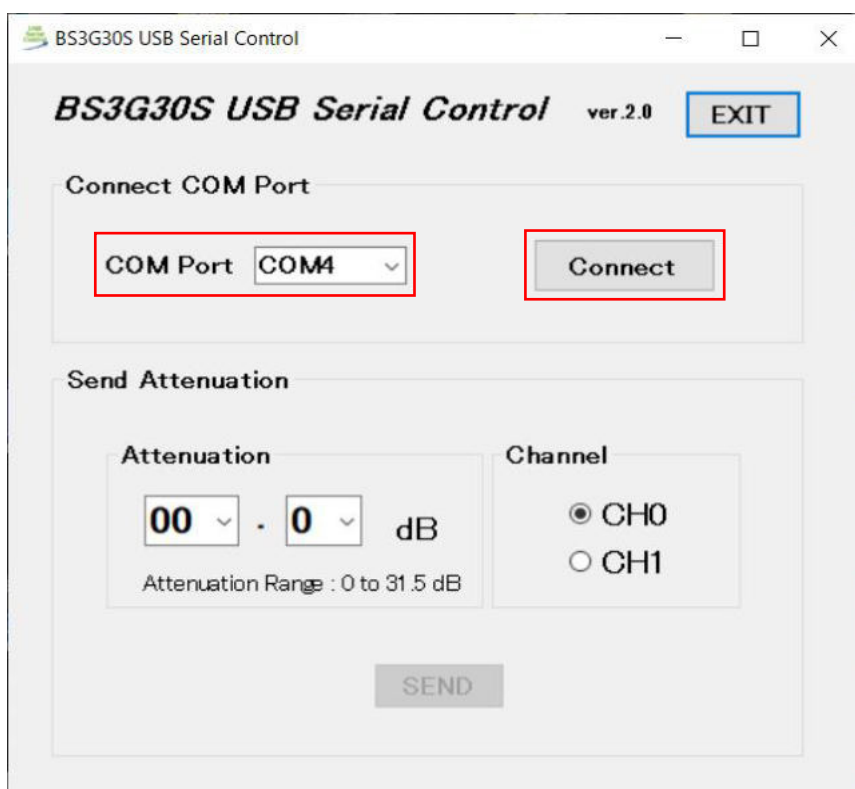 BS3G30S USB Serial Control
BS3G30S USB Serial Control ver.2.0 EXIT
Connect COM Port
COM Port COM4 Connect
Send Attenuation
Attenuation
00 . 0 dB
Attenuation Range : 0 to 31.5 dB
Channel
CH0
CH1
SEND